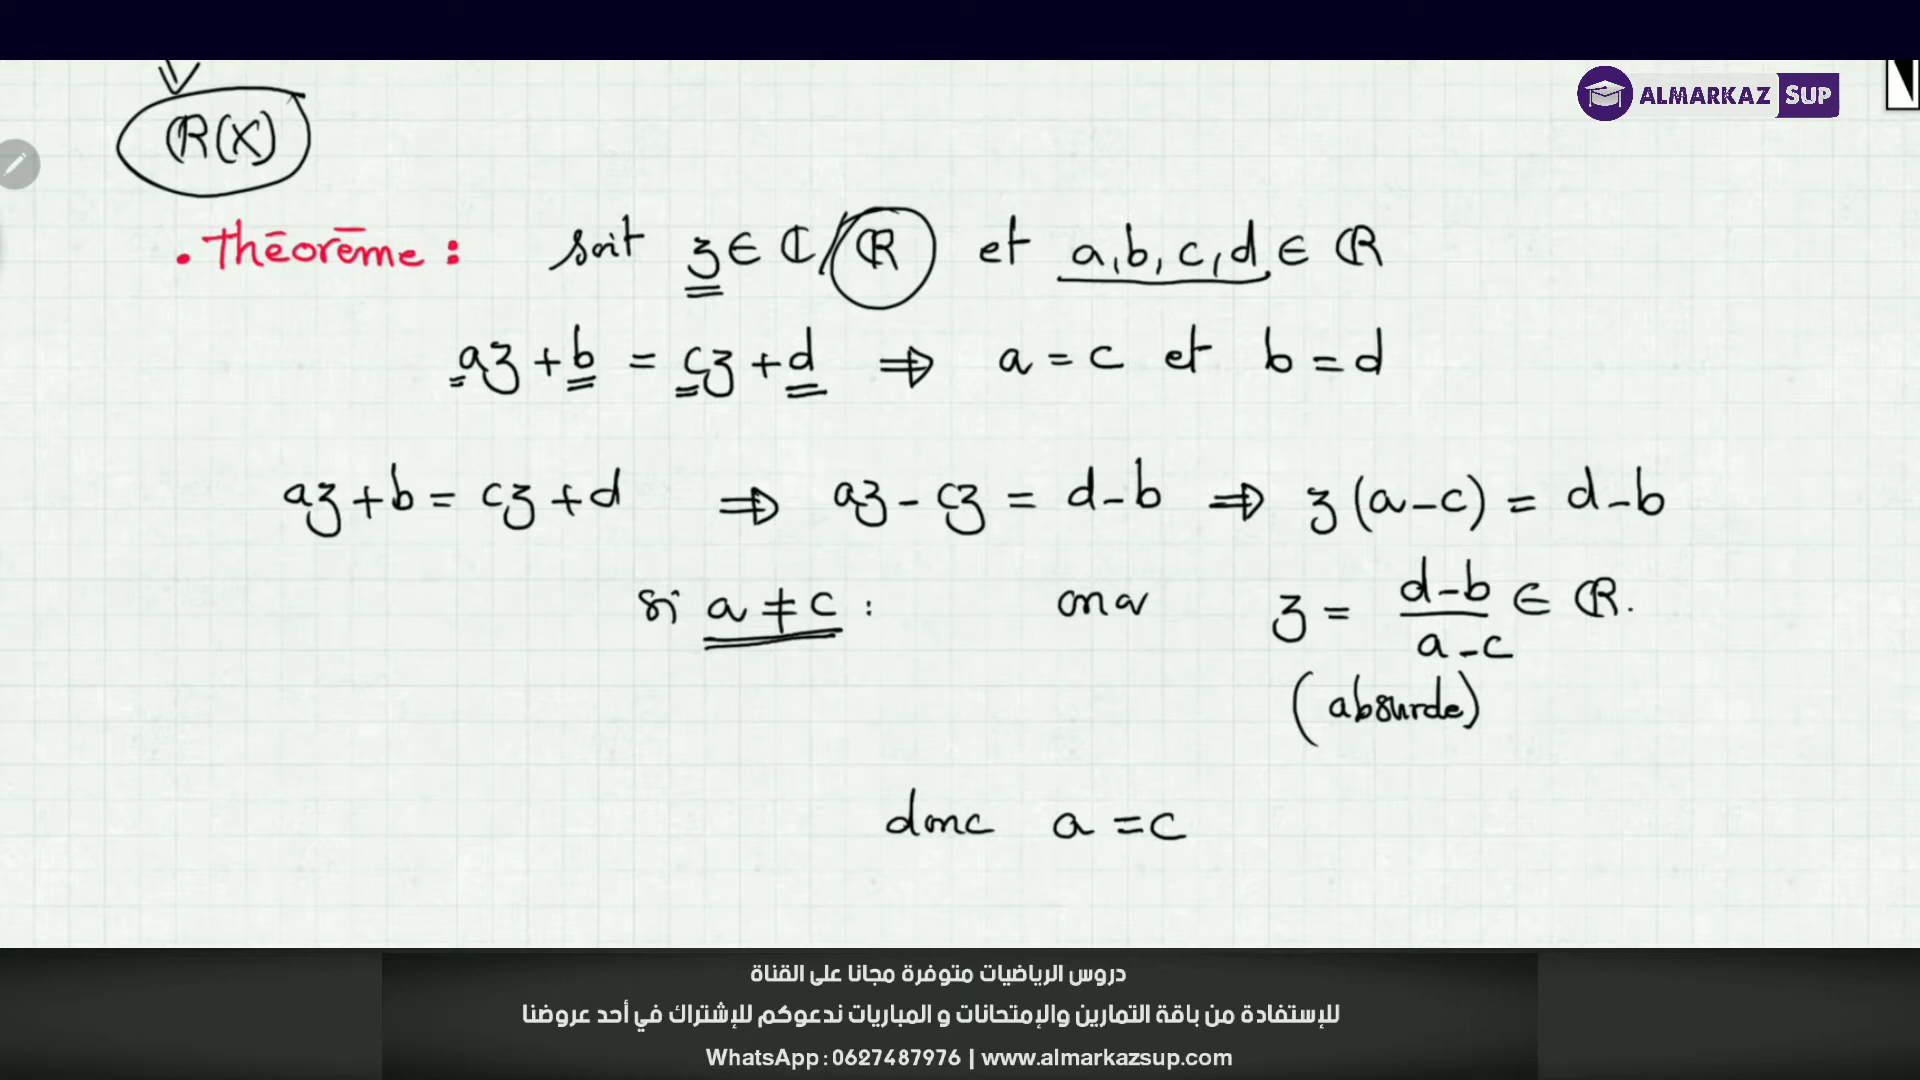 ALMARKAZ SUP
ℝ(X)
. Théorème : soit z ∈ ℂ/ℝ et a, b, c, d ∈ ℝ
az + b = cz + d ⇒ a = c et b = d
az + b = cz + d ⇒ az - cz = d - b ⇒ z(a - c) = d - b
si a ≠ c : on a z = (d - b)/(a - c) ∈ ℝ.
(absurde)
donc a = c
دروس الرياضيات متوفرة مجانا على القناة
للإستفادة من باقة التمارين والإمتحانات و المباريات ندعوكم للإشتراك في أحد عروضنا
WhatsApp : 0627487976 | www.almarkazsup.com